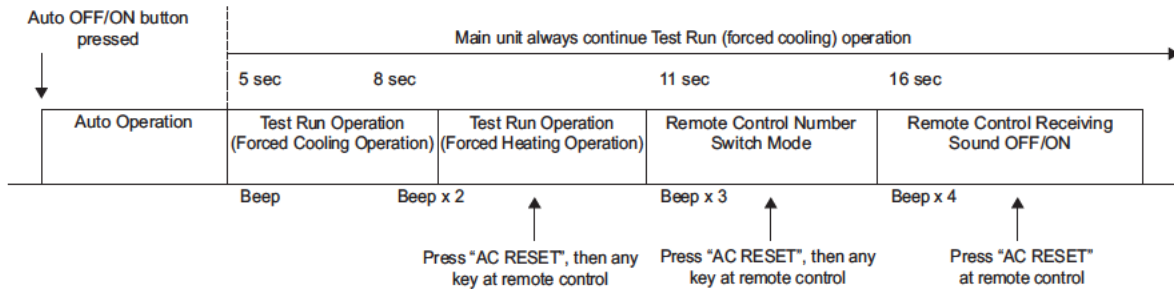 Auto OFF/ON button
pressed
Main unit always continue Test Run (forced cooling) operation
5 sec
8 sec
11 sec
16 sec
Auto Operation
Test Run Operation
(Forced Cooling Operation)
Test Run Operation
(Forced Heating Operation)
Remote Control Number
Switch Mode
Remote Control Receiving
Sound OFF/ON
Beep
Beep x 2
Beep x 3
Beep x 4
Press “AC RESET”, then any
key at remote control
Press “AC RESET”, then any
key at remote control
Press “AC RESET”
at remote control